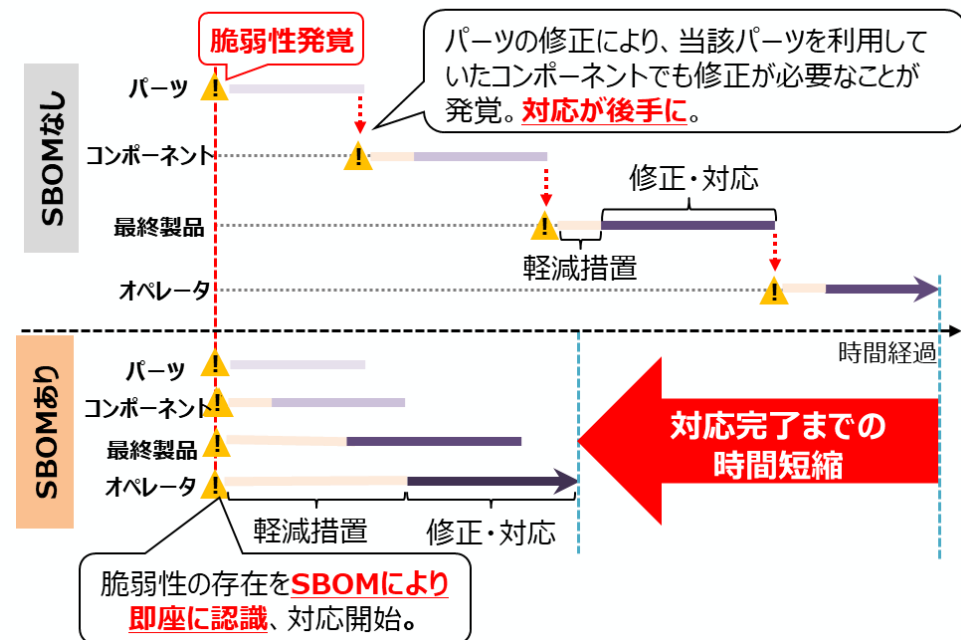 脆弱性発覚
パーツの修正により、当該パーツを利用して
いたコンポーネントでも修正が必要なことが
発覚。対応が後手に。
SBOMなし
パーツ
!
コンポーネント
!
修正・対応
最終製品
!
軽減措置
オペレータ
!
時間経過
SBOMあり
パーツ
!
コンポーネント
!
最終製品
!
オペレータ
!
対応完了までの
時間短縮
軽減措置
修正・対応
脆弱性の存在をSBOMにより
即座に認識、対応開始。